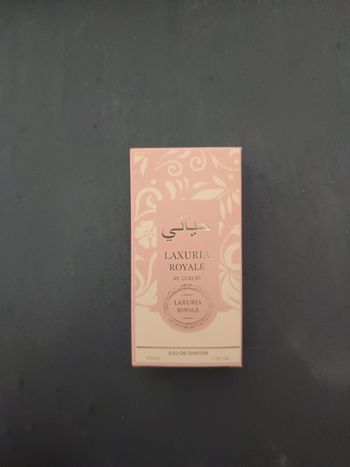 حياتي
LAXURIA
ROYALE
BY LUXURY
LAXURIA
ROYALE
EAU DE PARFUM